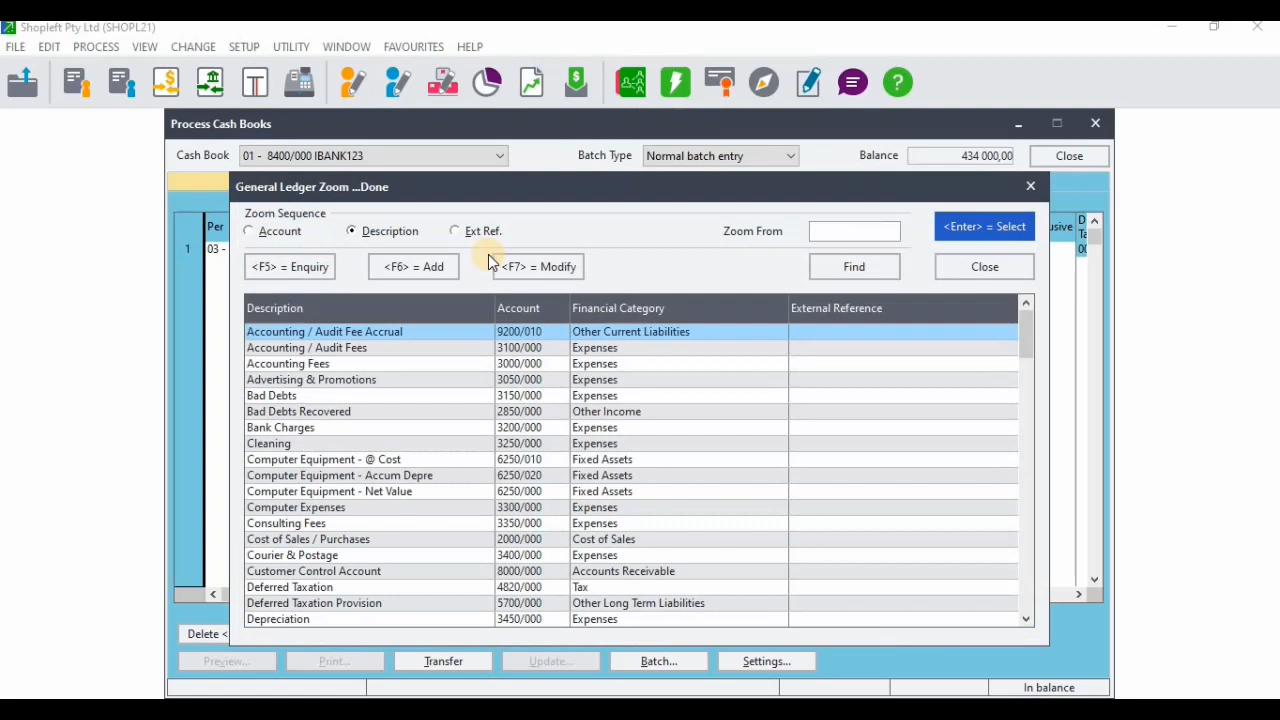 Shopleft Pty Ltd (SHOPL21)
FILE EDIT PROCESS VIEW CHANGE SETUP UTILITY WINDOW FAVOURITES HELP
Process Cash Books
Cash Book 01 - 8400/000 IBANK123 Batch Type Normal batch entry Balance 434 000,00 Close
General Ledger Zoom ...Done
Zoom Sequence
Account Description Ext Ref. Zoom From <Enter> = Select
Per usive
1 03 -
<F5> = Enquiry <F6> = Add <F7> = Modify Find Close
Description Account Financial Category External Reference
Accounting / Audit Fee Accrual 9200/010 Other Current Liabilities
Accounting / Audit Fees 3100/000 Expenses
Accounting Fees 3000/000 Expenses
Advertising & Promotions 3050/000 Expenses
Bad Debts 3150/000 Expenses
Bad Debts Recovered 2850/000 Other Income
Bank Charges 3200/000 Expenses
Cleaning 3250/000 Expenses
Computer Equipment - @ Cost 6250/010 Fixed Assets
Computer Equipment - Accum Depre 6250/020 Fixed Assets
Computer Equipment - Net Value 6250/000 Fixed Assets
Computer Expenses 3300/000 Expenses
Consulting Fees 3350/000 Expenses
Cost of Sales / Purchases 2000/000 Cost of Sales
Courier & Postage 3400/000 Expenses
Customer Control Account 8000/000 Accounts Receivable
Deferred Taxation 4820/000 Tax
Deferred Taxation Provision 5700/000 Other Long Term Liabilities
Depreciation 3450/000 Expenses
Delete <
Preview... Print... Transfer Update... Batch... Settings...
In balance